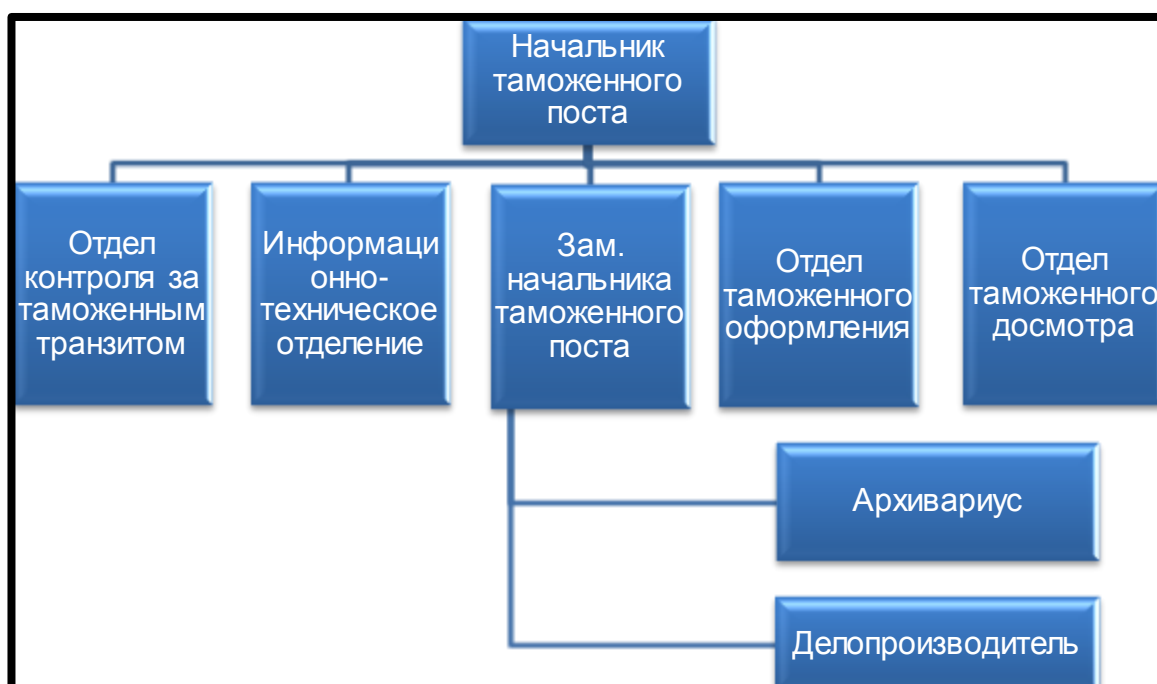 Начальник
таможенного
поста
Отдел
контроля за
таможенным
транзитом
Информаци
онно-
техническое
отделение
Зам.
начальника
таможенного
поста
Отдел
таможенного
оформления
Отдел
таможенного
досмотра
Архивариус
Делопроизводитель